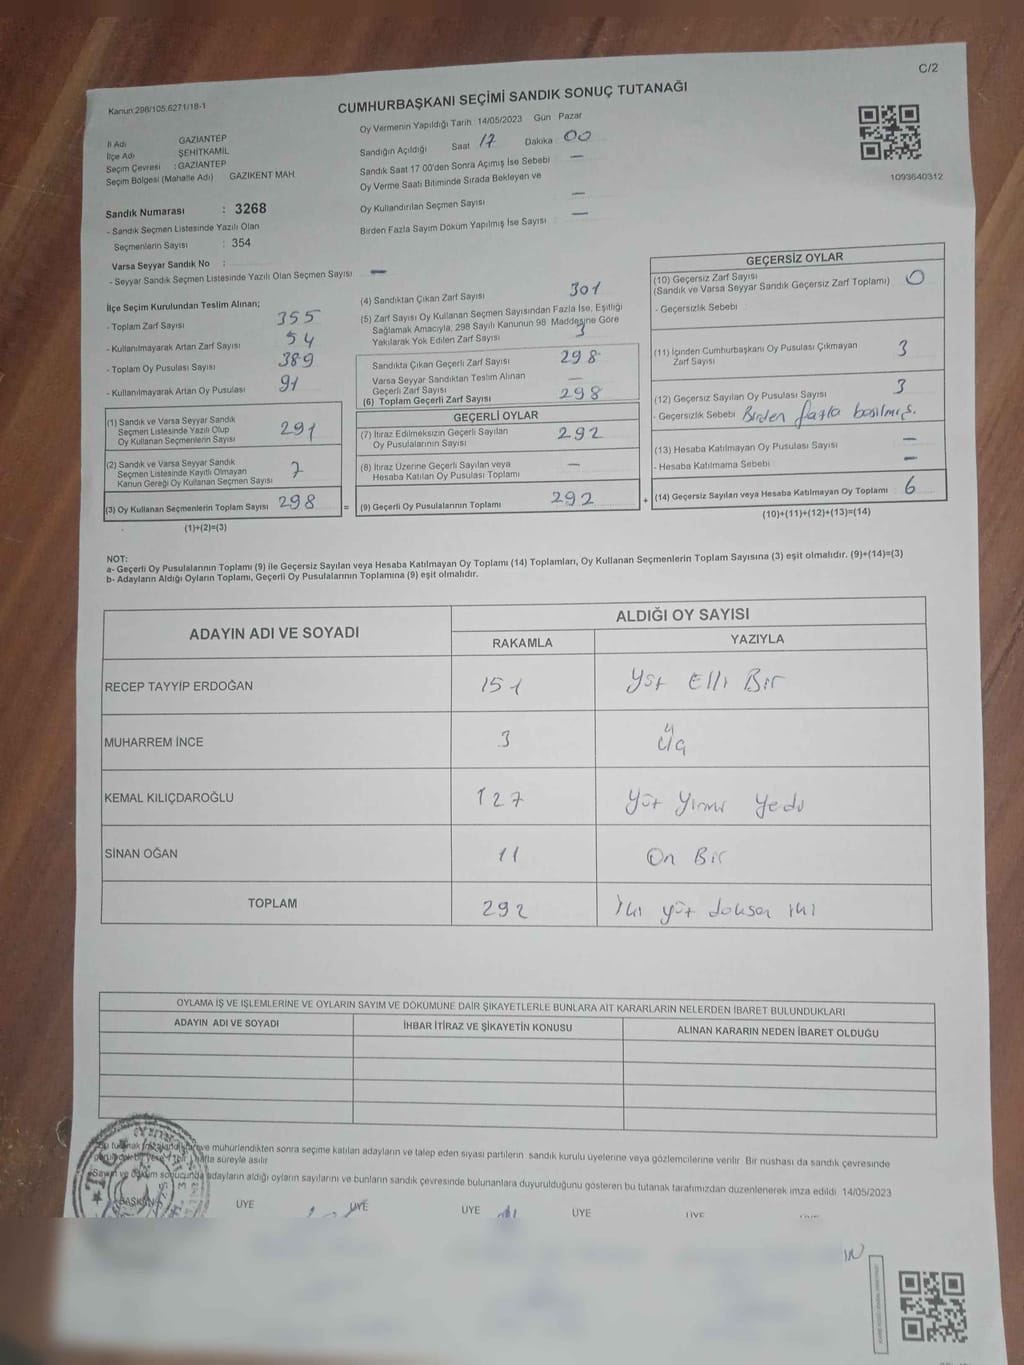 C/2
Kanun:298/105,6271/18-1
CUMHURBAŞKANI SEÇİMİ SANDIK SONUÇ TUTANAĞI
İl Adı GAZİANTEP
İlçe Adı ŞEHİTKAMİL
Seçim Çevresi : GAZİANTEP
Seçim Bölgesi (Mahalle Adı) GAZIKENT MAH
Sandık Numarası : 3268
- Sandık Seçmen Listesinde Yazılı Olan
Seçmenlerin Sayısı : 354
Varsa Seyyar Sandık No :
- Seyyar Sandık Seçmen Listesinde Yazılı Olan Seçmen Sayısı —
Oy Vermenin Yapıldığı Tarih 14/05/2023 Gün Pazar
Sandığın Açıldığı Saat 17 Dakika 00
Sandık Saat 17 00'den Sonra Açımış İse Sebebi —
Oy Verme Saati Bitiminde Sırada Bekleyen ve
Oy Kullandırılan Seçmen Sayısı —
Birden Fazla Sayım Döküm Yapılmış İse Sayısı —
1093640312
İlçe Seçim Kurulundan Teslim Alınan;
- Toplam Zarf Sayısı 355
- Kullanılmayarak Artan Zarf Sayısı 54
- Toplam Oy Pusulası Sayısı 389
- Kullanılmayarak Artan Oy Pusulası 91
(1) Sandık ve Varsa Seyyar Sandık
Seçmen Listesinde Yazılı Olup
Oy Kullanan Seçmenlerin Sayısı 291
(2) Sandık ve Varsa Seyyar Sandık
Seçmen Listesinde Kayıtlı Olmayan
Kanun Gereği Oy Kullanan Seçmen Sayısı 7
(3) Oy Kullanan Seçmenlerin Toplam Sayısı 298 =
(1)+(2)=(3)
(4) Sandıktan Çıkan Zarf Sayısı 301
(5) Zarf Sayısı Oy Kullanan Seçmen Sayısından Fazla İse, Eşitliği
Sağlamak Amacıyla, 298 Sayılı Kanunun 98 Maddesine Göre
Yakılarak Yok Edilen Zarf Sayısı 3
Sandıkta Çıkan Geçerli Zarf Sayısı 298
Varsa Seyyar Sandıktan Teslim Alınan
Geçerli Zarf Sayısı —
(6) Toplam Geçerli Zarf Sayısı 298
GEÇERLİ OYLAR
(7) İtiraz Edilmeksizin Geçerli Sayılan
Oy Pusulalarının Sayısı 292
(8) İtiraz Üzerine Geçerli Sayılan veya
Hesaba Katılan Oy Pusulası Toplamı —
(9) Geçerli Oy Pusulalarının Toplamı 292 +
GEÇERSİZ OYLAR
(10) Geçersiz Zarf Sayısı
(Sandık ve Varsa Seyyar Sandık Geçersiz Zarf Toplamı) 0
- Geçersizlik Sebebi
(11) İçinden Cumhurbaşkanı Oy Pusulası Çıkmayan
Zarf Sayısı 3
(12) Geçersiz Sayılan Oy Pusulası Sayısı 3
- Geçersizlik Sebebi Birden fazla basılmış.
(13) Hesaba Katılmayan Oy Pusulası Sayısı —
- Hesaba Katılmama Sebebi —
(14) Geçersiz Sayılan veya Hesaba Katılmayan Oy Toplamı 6
(10)+(11)+(12)+(13)=(14)
NOT:
a- Geçerli Oy Pusulalarının Toplamı (9) ile Geçersiz Sayılan veya Hesaba Katılmayan Oy Toplamı (14) Toplamları, Oy Kullanan Seçmenlerin Toplam Sayısına (3) eşit olmalıdır. (9)+(14)=(3)
b- Adayların Aldığı Oyların Toplamı, Geçerli Oy Pusulalarının Toplamına (9) eşit olmalıdır.
ADAYIN ADI VE SOYADI
ALDIĞI OY SAYISI
RAKAMLA YAZIYLA
RECEP TAYYİP ERDOĞAN 151 Yüz Elli Bir
MUHARREM İNCE 3 Üç
KEMAL KILIÇDAROĞLU 127 Yüz Yirmi Yedi
SİNAN OĞAN 11 On Bir
TOPLAM 292 İki yüz doksan iki
OYLAMA İŞ VE İŞLEMLERİNE VE OYLARIN SAYIM VE DÖKÜMÜNE DAİR ŞİKAYETLERLE BUNLARA AİT KARARLARIN NELERDEN İBARET BULUNDUKLARI
ADAYIN ADI VE SOYADI İHBAR İTİRAZ VE ŞİKAYETİN KONUSU ALINAN KARARIN NEDEN İBARET OLDUĞU
Bu tutanak ve mühürlendikten sonra seçime katılan adayların ve talep eden siyasi partilerin sandık kurulu üyelerine veya gözlemcilerine verilir Bir nüshası da sandık çevresinde
hafta süreyle asılır
Sayım ve döküm sonucunda adayların aldığı oyların sayılarını ve bunların sandık çevresinde bulunanlara duyurulduğunu gösteren bu tutanak tarafımızdan düzenlenerek imza edildi 14/05/2023
BAŞKAN ÜYE ÜYE ÜYE ÜYE ÜYE